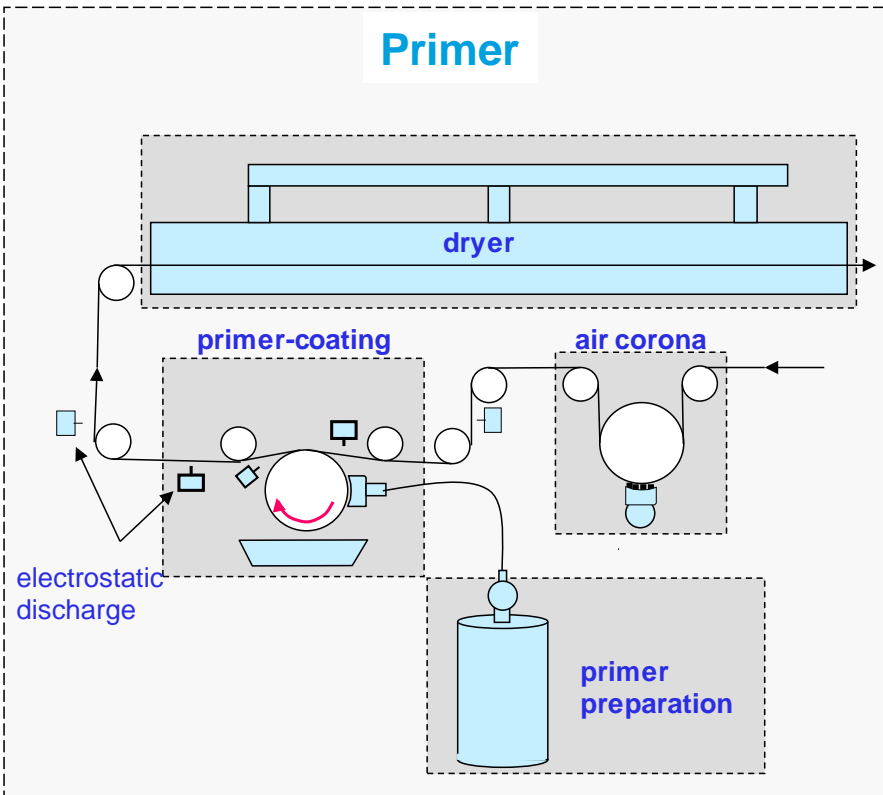 Primer
dryer
primer-coating
air corona
electrostatic
discharge
primer
preparation